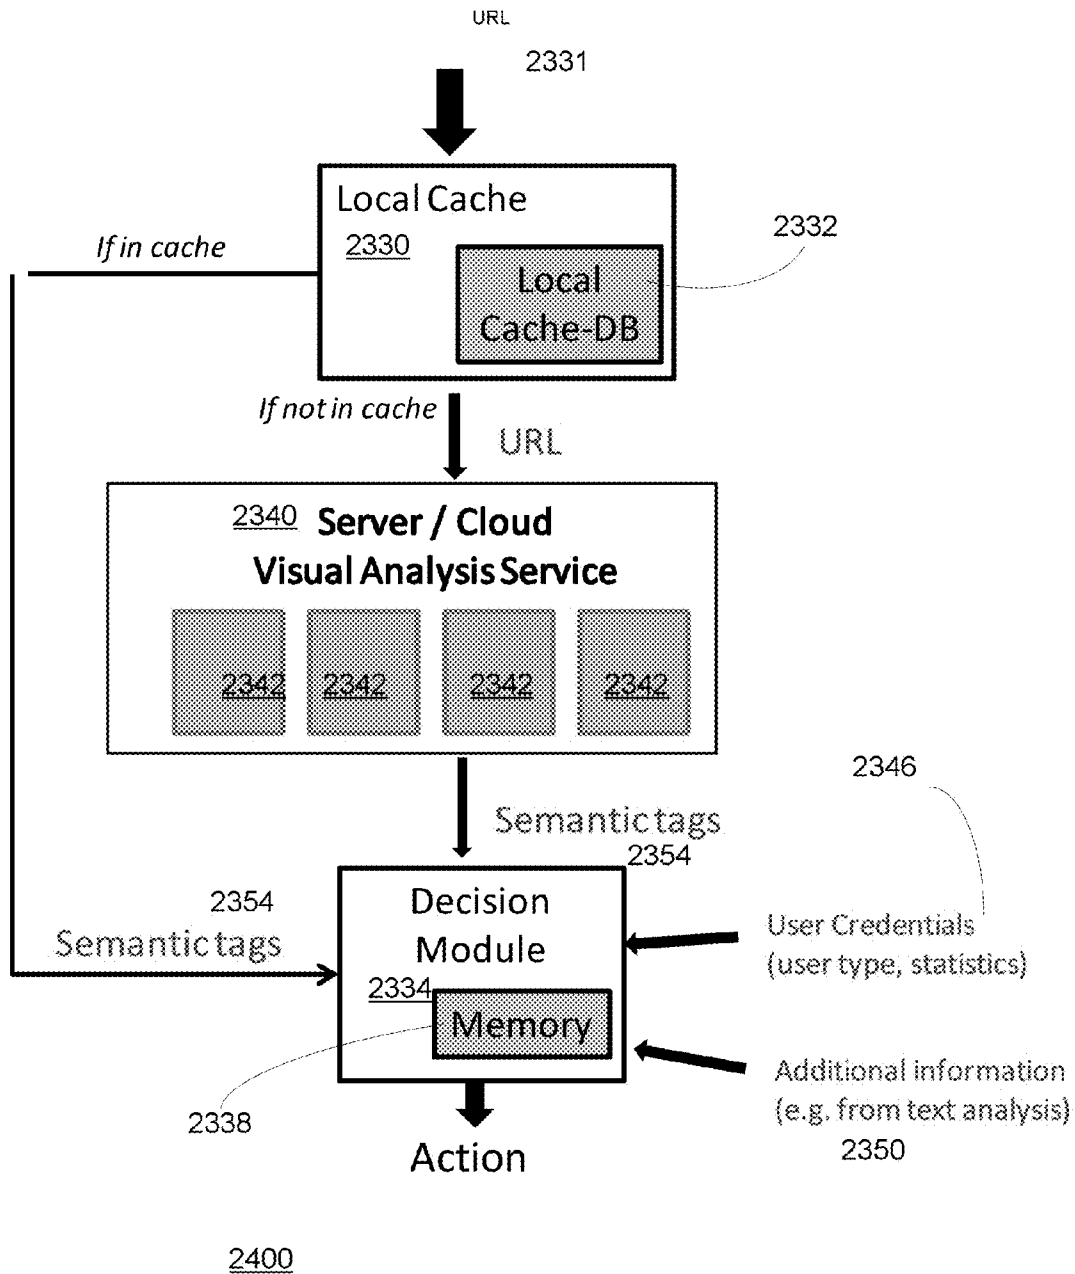 URL
2331
Local Cache
2330
2332
If in cache
Local
Cache-DB
If not in cache
URL
2340 Server / Cloud
Visual Analysis Service
2342 2342 2342 2342
2346
Semantic tags
2354
Decision
Module
2334
Memory
2354
Semantic tags
User Credentials
(user type, statistics)
Additional information
(e.g. from text analysis)
2350
2338
Action
2400